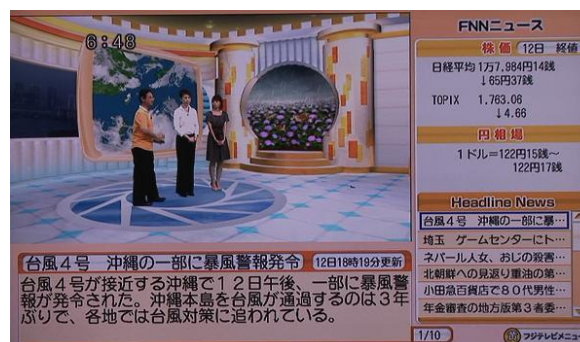 6:48
FNNニュース
株価 12日 終値
日経平均 1万7,984円14銭
↓65円37銭
TOPIX 1,763.06
↓4.66
円相場
1ドル=122円15銭〜
122円17銭
Headline News
台風4号 沖縄の一部に暴…
埼玉 ゲームセンターにト…
ネパール人女、おじの殺害…
北朝鮮への見返り重油の第…
小田急百貨店で80代男性…
年金審査の地方版第3者委…
台風4号 沖縄の一部に暴風警報発令 12日18時19分更新
台風4号が接近する沖縄で12日午後、一部に暴風警
報が発令された。沖縄本島を台風が通過するのは3年
ぶりで、各地では台風対策に追われている。
1/10 フジテレビメニュー